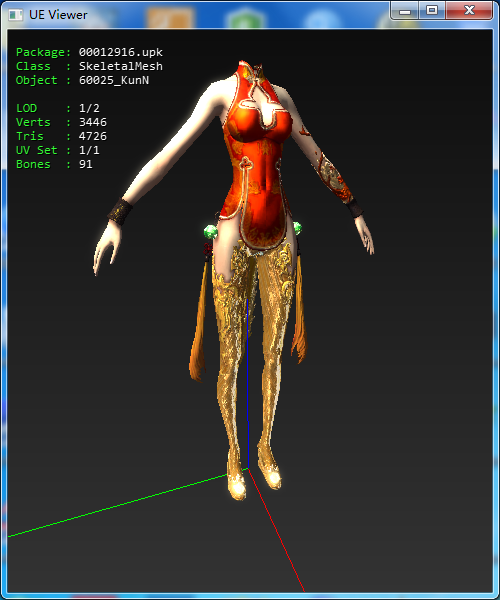 UE Viewer
Package: 00012916.upk
Class : SkeletalMesh
Object : 60025_KunN
LOD : 1/2
Verts : 3446
Tris : 4726
UV Set : 1/1
Bones : 91